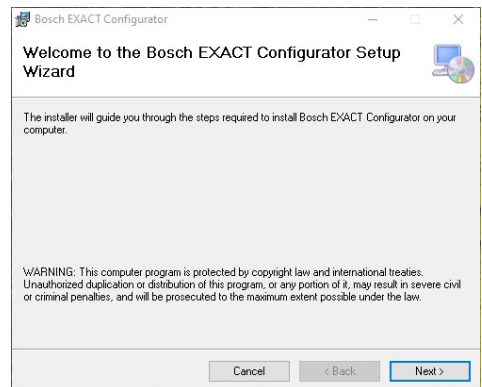 Bosch EXACT Configurator
Welcome to the Bosch EXACT Configurator Setup
Wizard
The installer will guide you through the steps required to install Bosch EXACT Configurator on your
computer.
WARNING: This computer program is protected by copyright law and international treaties.
Unauthorized duplication or distribution of this program, or any portion of it, may result in severe civil
or criminal penalties, and will be prosecuted to the maximum extent possible under the law.
Cancel < Back Next >